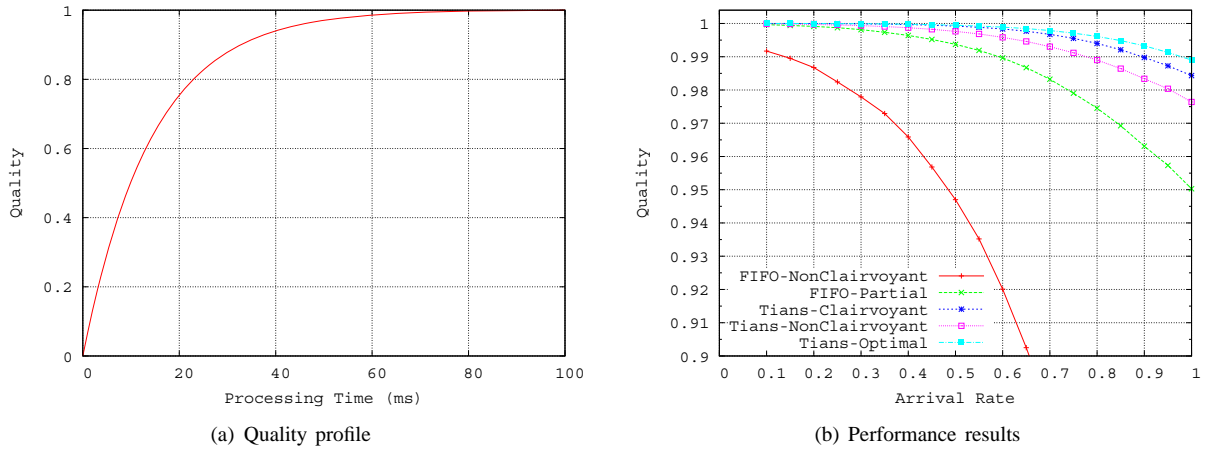 1
0.8
0.6
0.4
0.2
0
0 20 40 60 80 100
Quality
Processing Time (ms)
(a) Quality profile
1
0.99
0.98
0.97
0.96
0.95
0.94
0.93
0.92
0.91
0.9
0 0.1 0.2 0.3 0.4 0.5 0.6 0.7 0.8 0.9 1
Quality
Arrival Rate
FIFO-NonClairvoyant
FIFO-Partial
Tians-Clairvoyant
Tians-NonClairvoyant
Tians-Optimal
(b) Performance results